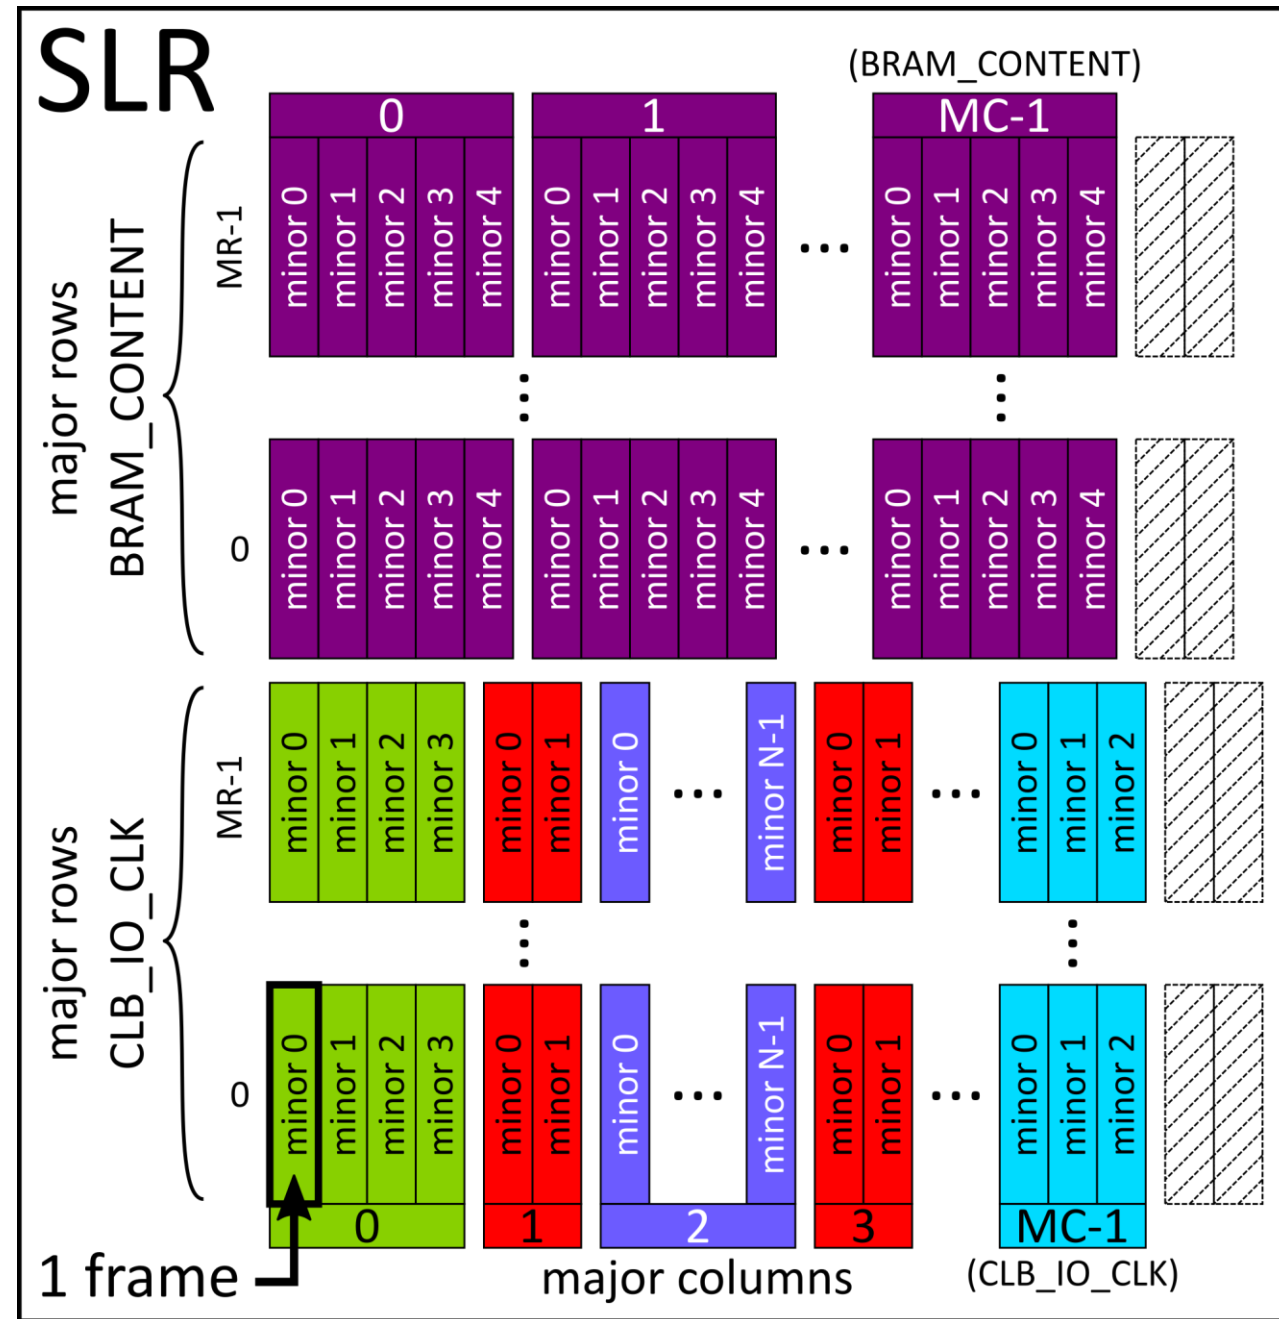 SLR
(BRAM_CONTENT)
0 1 MC-1
major rows
BRAM_CONTENT
MR-1
minor 0 minor 1 minor 2 minor 3 minor 4 minor 0 minor 1 minor 2 minor 3 minor 4 ... minor 0 minor 1 minor 2 minor 3 minor 4
0
minor 0 minor 1 minor 2 minor 3 minor 4 minor 0 minor 1 minor 2 minor 3 minor 4 ... minor 0 minor 1 minor 2 minor 3 minor 4
major rows
CLB_IO_CLK
MR-1
minor 0 minor 1 minor 2 minor 3 minor 0 minor 1 minor 0 ... minor N-1 minor 0 minor 1 ... minor 0 minor 1 minor 2
0
minor 0 minor 1 minor 2 minor 3 minor 0 minor 1 minor 0 ... minor N-1 minor 0 minor 1 ... minor 0 minor 1 minor 2
0 1 2 3 MC-1
1 frame
major columns
(CLB_IO_CLK)